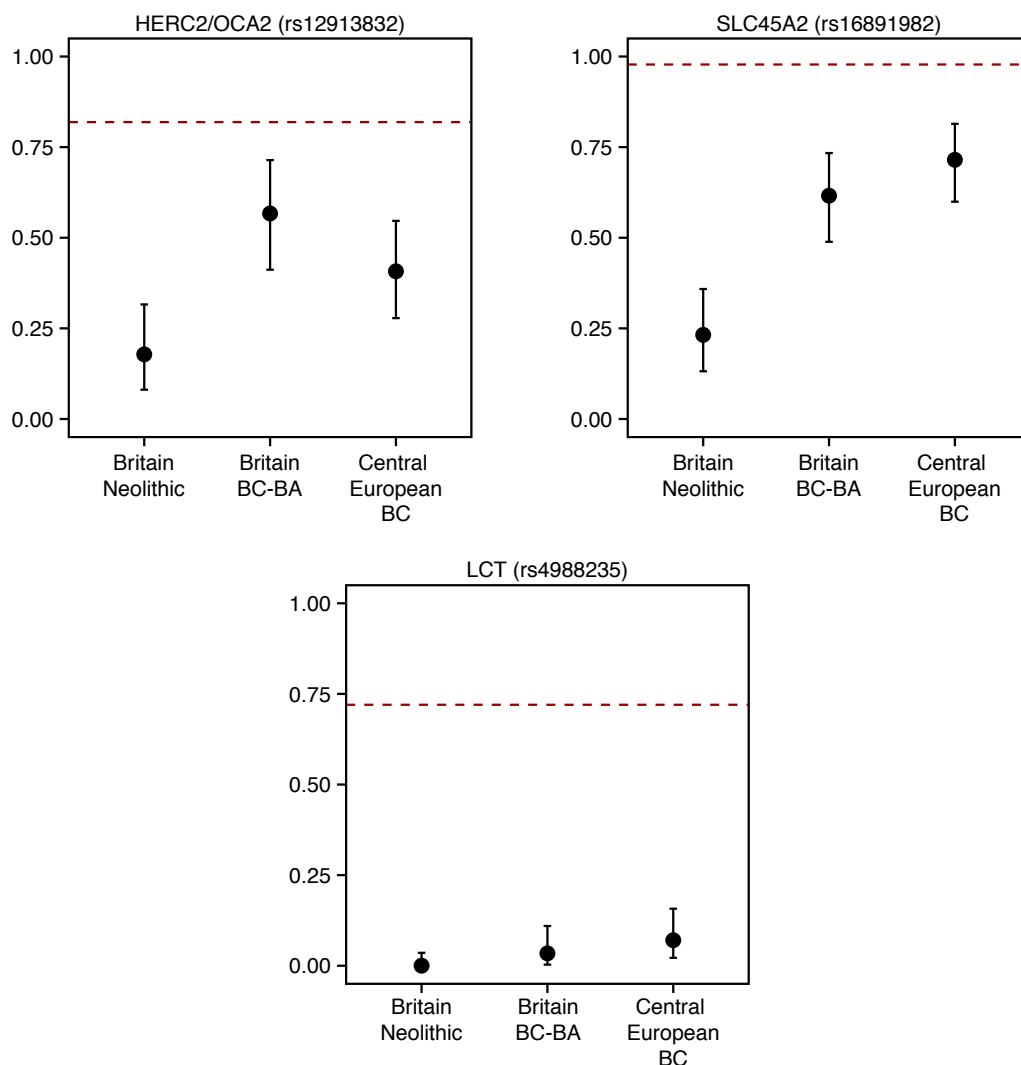 HERC2/OCA2 (rs12913832)
1.00
0.75
0.50
0.25
0.00
Britain
Neolithic
Britain
BC-BA
Central
European
BC
SLC45A2 (rs16891982)
1.00
0.75
0.50
0.25
0.00
Britain
Neolithic
Britain
BC-BA
Central
European
BC
LCT (rs4988235)
1.00
0.75
0.50
0.25
0.00
Britain
Neolithic
Britain
BC-BA
Central
European
BC